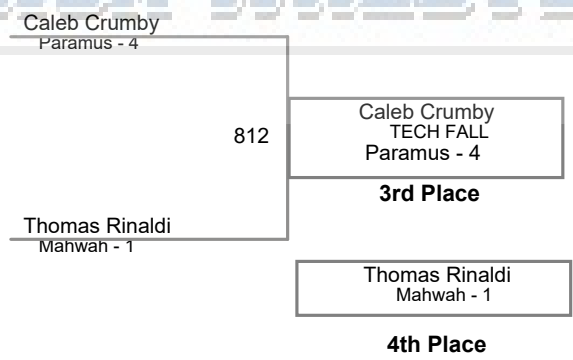 Caleb Crumby
Paramus - 4
812
Caleb Crumby
TECH FALL
Paramus - 4
3rd Place
Thomas Rinaldi
Mahwah - 1
Thomas Rinaldi
Mahwah - 1
4th Place